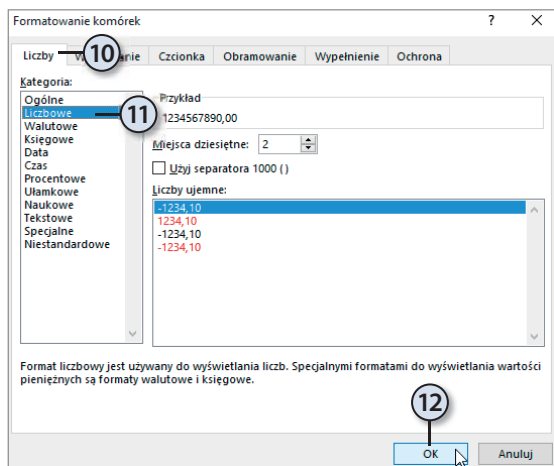 Formatowanie komórek ? X
Liczby 10 anie Czcionka Obramowanie Wypełnienie Ochrona
Kategoria:
Ogólne
Liczbowe 11
Walutowe
Księgowe
Data
Czas
Procentowe
Ułamkowe
Naukowe
Tekstowe
Specjalne
Niestandardowe
Przykład
1234567890,00
Miejsca dziesiętne: 2
Użyj separatora 1000 ( )
Liczby ujemne:
-1234,10
1234,10
-1234,10
-1234,10
Format liczbowy jest używany do wyświetlania liczb. Specjalnymi formatami do wyświetlania wartości
pieniężnych są formaty walutowe i księgowe.
12
OK Anuluj